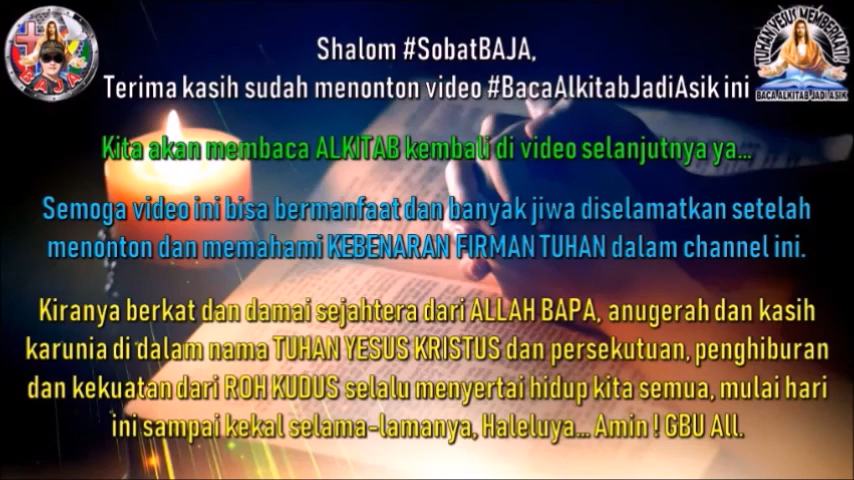 Shalom #SobatBAJA,
Terima kasih sudah menonton video #BacaAlkitabJadiAsik ini
Kita akan membaca ALKITAB kembali di video selanjutnya ya...
Semoga video ini bisa bermanfaat dan banyak jiwa diselamatkan setelah
menonton dan memahami KEBENARAN FIRMAN TUHAN dalam channel ini.
Kiranya berkat dan damai sejahtera dari ALLAH BAPA, anugerah dan kasih
karunia di dalam nama TUHAN YESUS KRISTUS dan persekutuan, penghiburan
dan kekuatan dari ROH KUDUS selalu menyertai hidup kita semua, mulai hari
ini sampai kekal selama-lamanya, Haleluya... Amin ! GBU All.
BAJA
TUHAN YESUS MEMBERKATI
BACA ALKITAB JADI ASIK